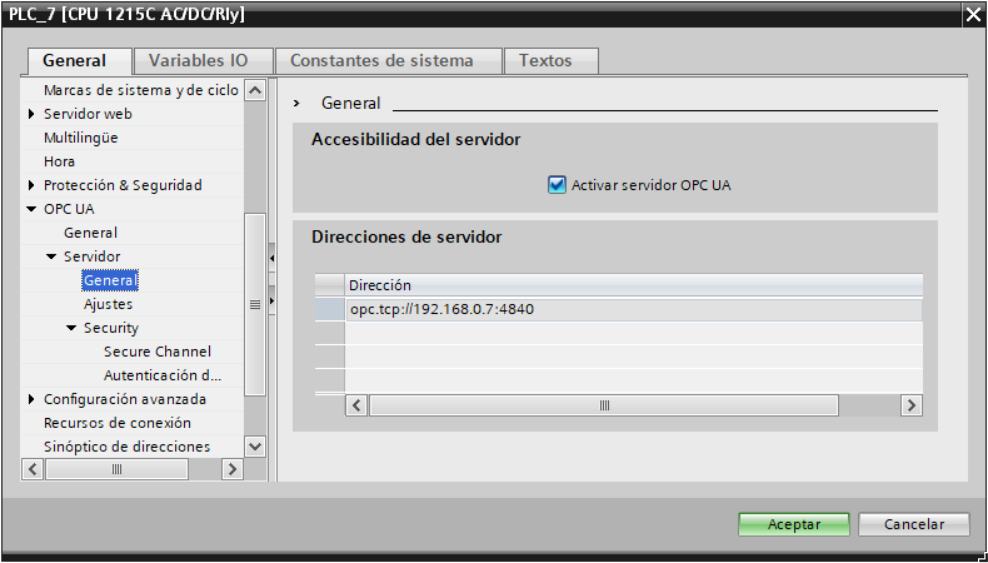 PLC_7 [CPU 1215C AC/DC/Rly]
General
Variables IO
Constantes de sistema
Textos
Marcas de sistema y de ciclo
Servidor web
Multilingüe
Hora
Protección & Seguridad
OPC UA
General
Servidor
General
Ajustes
Security
Secure Channel
Autenticación d...
Configuración avanzada
Recursos de conexión
Sinóptico de direcciones
General
Accesibilidad del servidor
Activar servidor OPC UA
Direcciones de servidor
Dirección
opc.tcp://192.168.0.7:4840
Aceptar
Cancelar